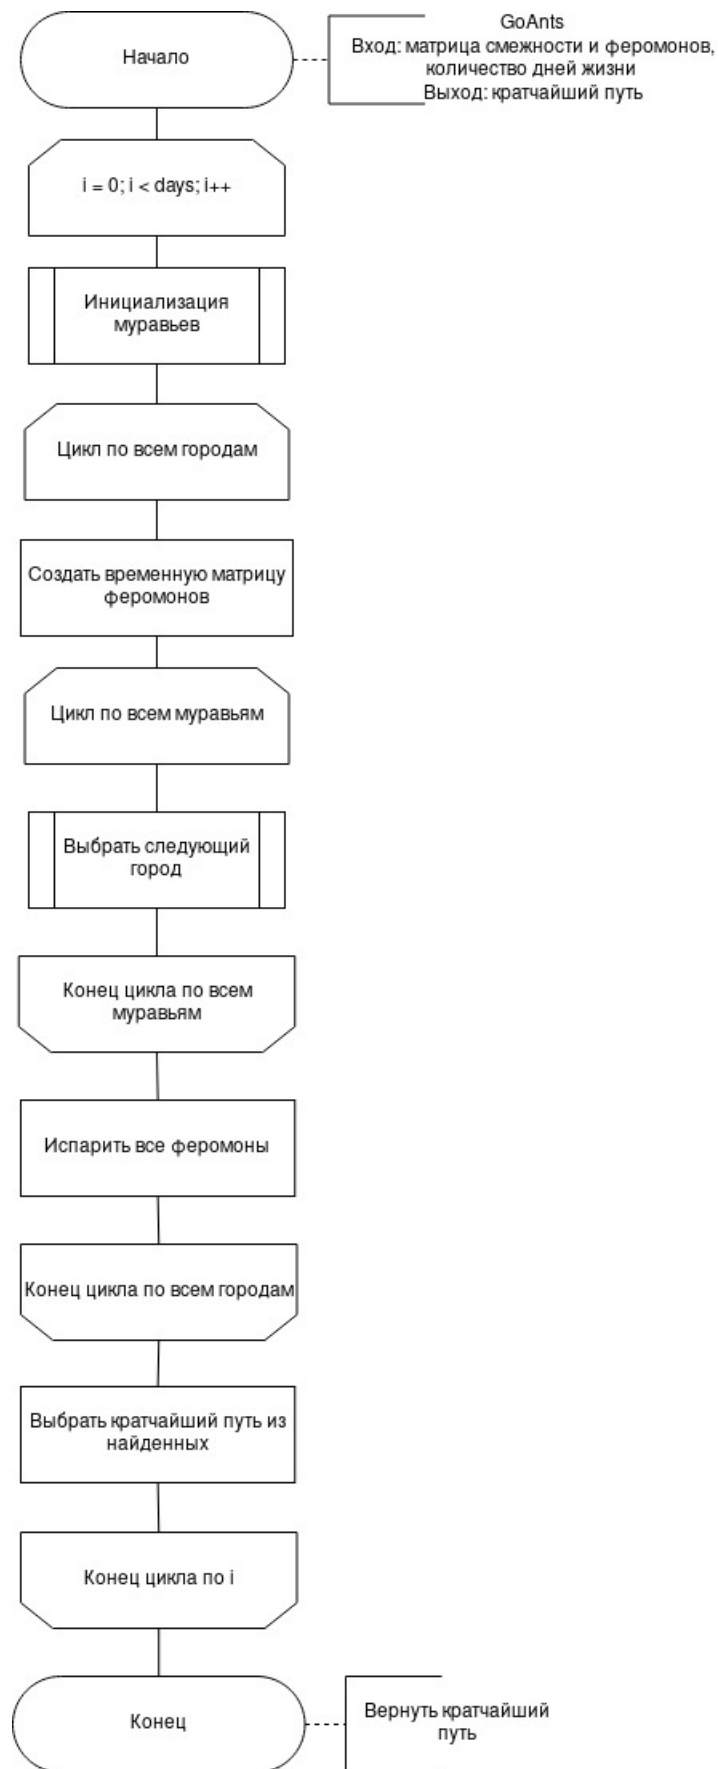 Начало
GoAnts
Вход: матрица смежности и феромонов,
количество дней жизни
Выход: кратчайший путь
i = 0; i < days; i++
Инициализация
муравьев
Цикл по всем городам
Создать временную матрицу
феромонов
Цикл по всем муравьям
Выбрать следующий
город
Конец цикла по всем
муравьям
Испарить все феромоны
Конец цикла по всем городам
Выбрать кратчайший путь из
найденных
Конец цикла по i
Конец
Вернуть кратчайший
путь